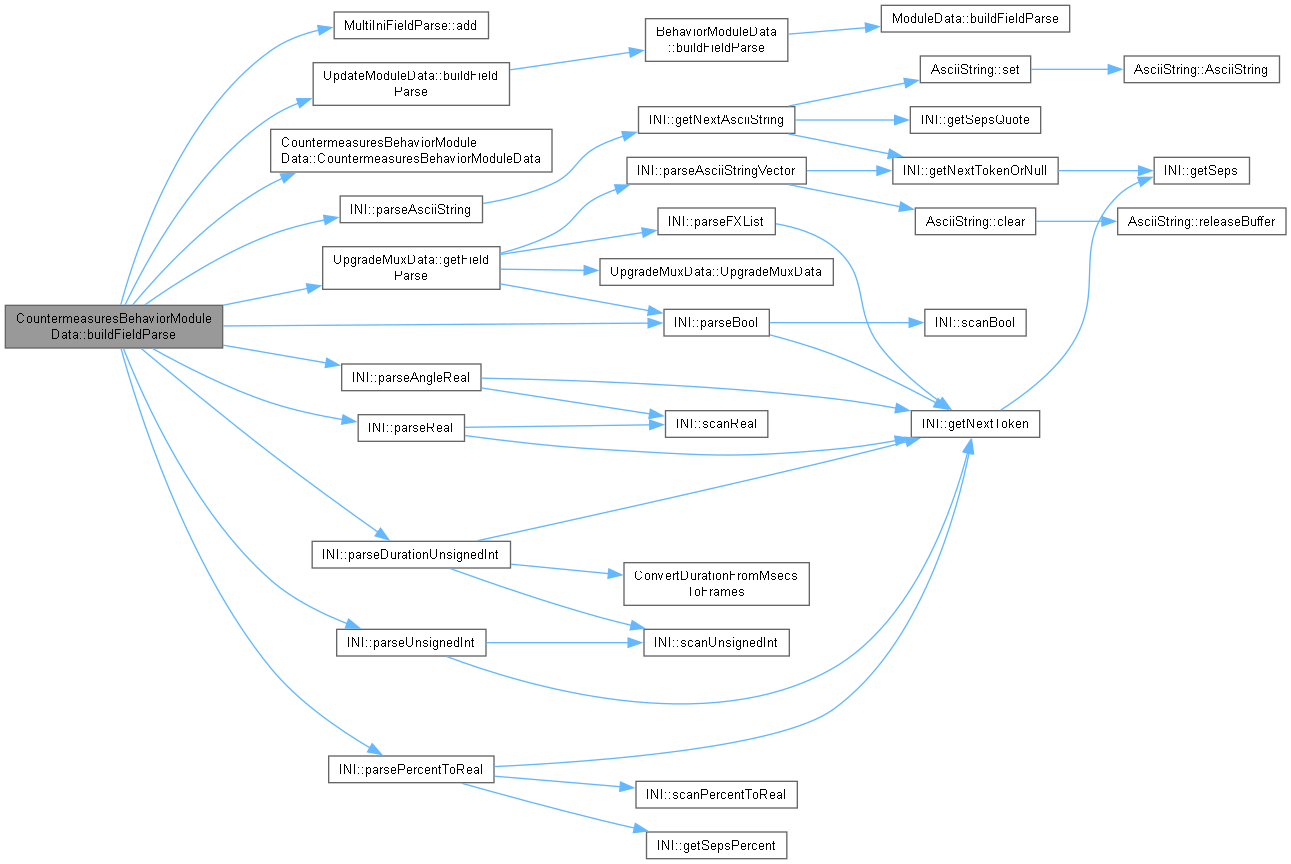 MultiIniFieldParse::add
UpdateModuleData::buildField
Parse
BehaviorModuleData
::buildFieldParse
ModuleData::buildFieldParse
CountermeasuresBehaviorModule
Data::CountermeasuresBehaviorModuleData
INI::parseAsciiString
INI::getNextAsciiString
AsciiString::set
AsciiString::AsciiString
INI::getSepsQuote
INI::parseAsciiStringVector
INI::getNextTokenOrNull
INI::getSeps
AsciiString::clear
AsciiString::releaseBuffer
UpgradeMuxData::getField
Parse
INI::parseFXList
UpgradeMuxData::UpgradeMuxData
CountermeasuresBehaviorModule
Data::buildFieldParse
INI::parseBool
INI::scanBool
INI::parseAngleReal
INI::parseReal
INI::scanReal
INI::getNextToken
INI::parseDurationUnsignedInt
ConvertDurationFromMsecs
ToFrames
INI::parseUnsignedInt
INI::scanUnsignedInt
INI::parsePercentToReal
INI::scanPercentToReal
INI::getSepsPercent